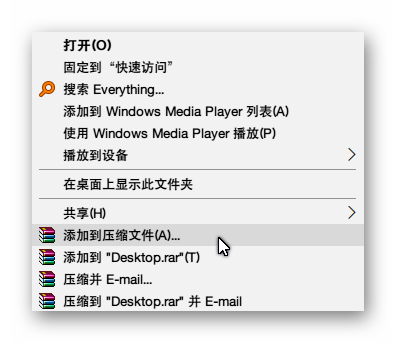 打开(O)
固定到“快速访问”
搜索 Everything...
添加到 Windows Media Player 列表(A)
使用 Windows Media Player 播放(P)
播放到设备
在桌面上显示此文件夹
共享(H)
添加到压缩文件(A)...
添加到 "Desktop.rar"(T)
压缩并 E-mail...
压缩到 "Desktop.rar" 并 E-mail